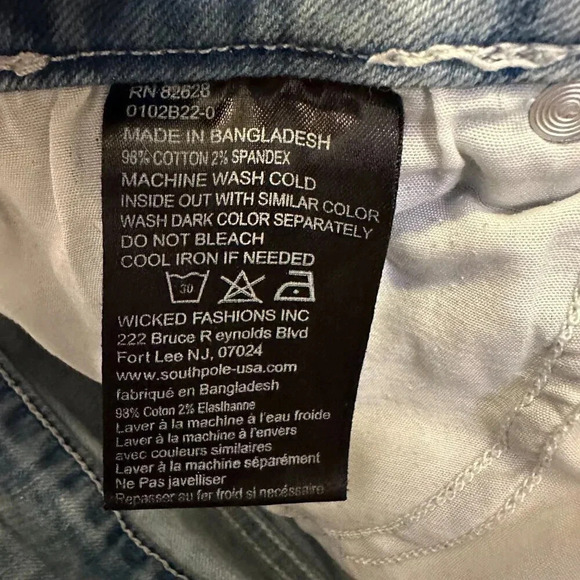 RN 82628
0102B22-0
MADE IN BANGLADESH
98% COTTON 2% SPANDEX
MACHINE WASH COLD
INSIDE OUT WITH SIMILAR COLOR
WASH DARK COLOR SEPARATELY
DO NOT BLEACH
COOL IRON IF NEEDED
30
WICKED FASHIONS INC
222 Bruce R eynolds Blvd
Fort Lee NJ, 07024
www.southpole-usa.com
fabriqué en Bangladesh
98% Coton 2% Elasthanne
Laver à la machine à l'eau froide
Laver à la machine à l'envers
avec couleurs similaires
Laver à la machine séparément
Ne pas javelliser
Repasser au fer froid si nécessaire